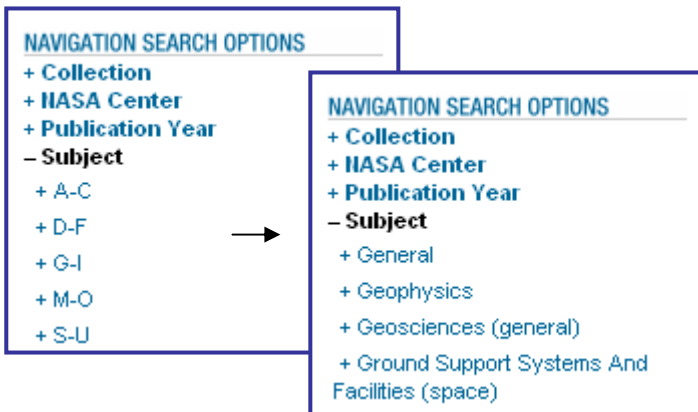 NAVIGATION SEARCH OPTIONS
+ Collection
+ NASA Center
+ Publication Year
– Subject
+ A-C
+ D-F
+ G-I
+ M-O
+ S-U
NAVIGATION SEARCH OPTIONS
+ Collection
+ NASA Center
+ Publication Year
– Subject
+ General
+ Geophysics
+ Geosciences (general)
+ Ground Support Systems And
Facilities (space)